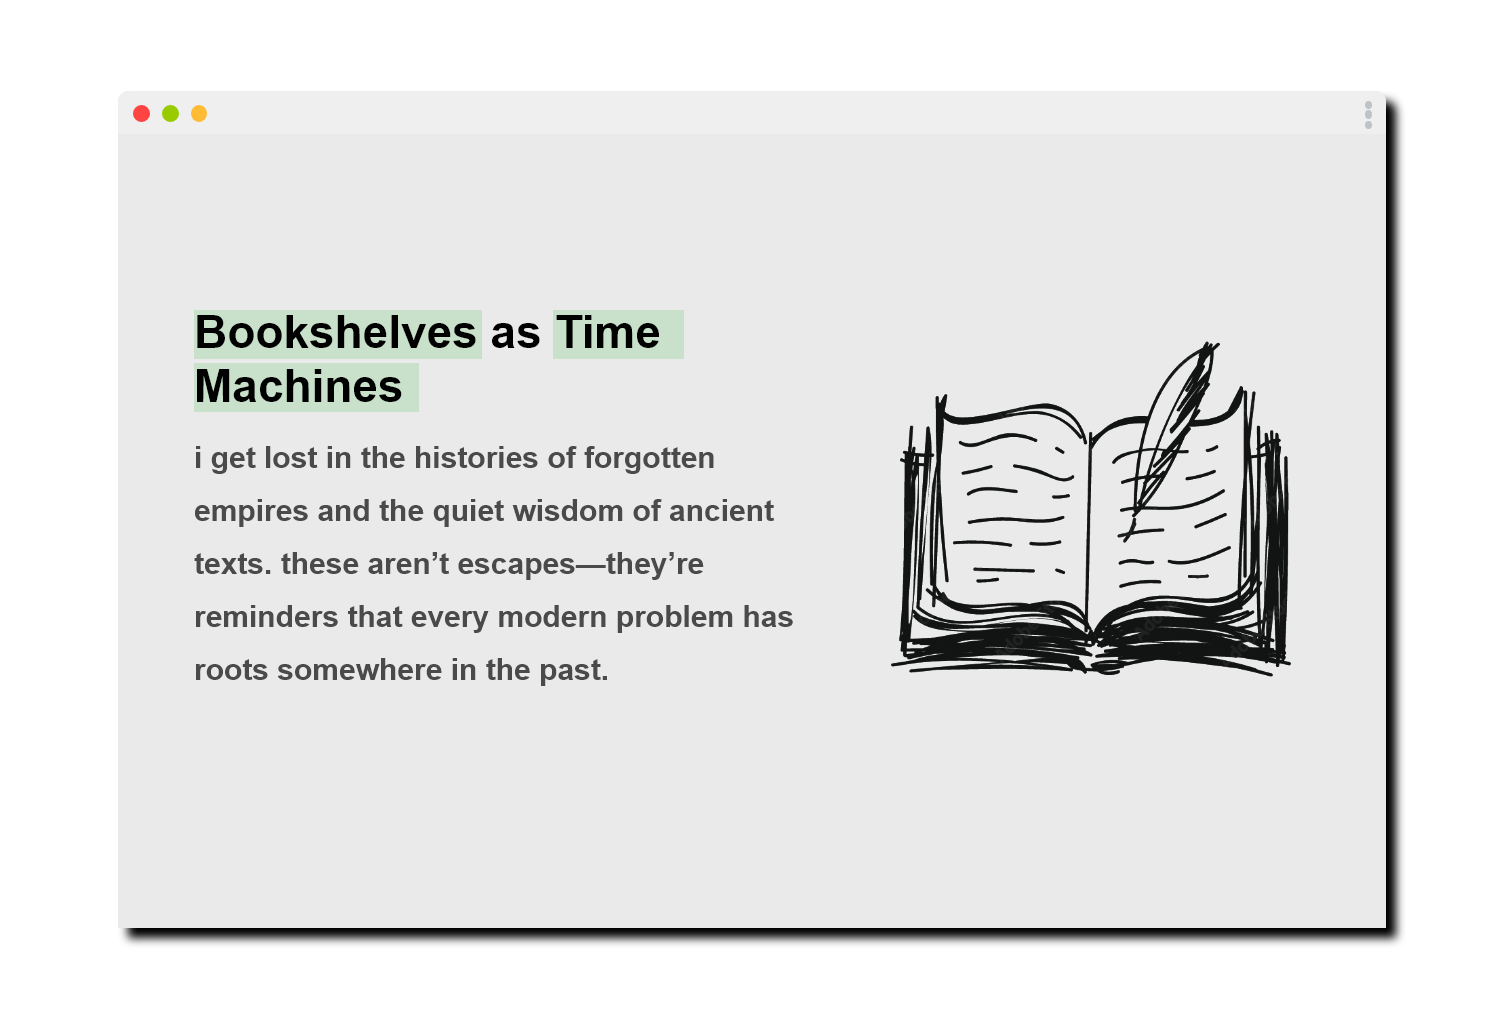 Bookshelves as Time
Machines
i get lost in the histories of forgotten
empires and the quiet wisdom of ancient
texts. these aren’t escapes—they’re
reminders that every modern problem has
roots somewhere in the past.